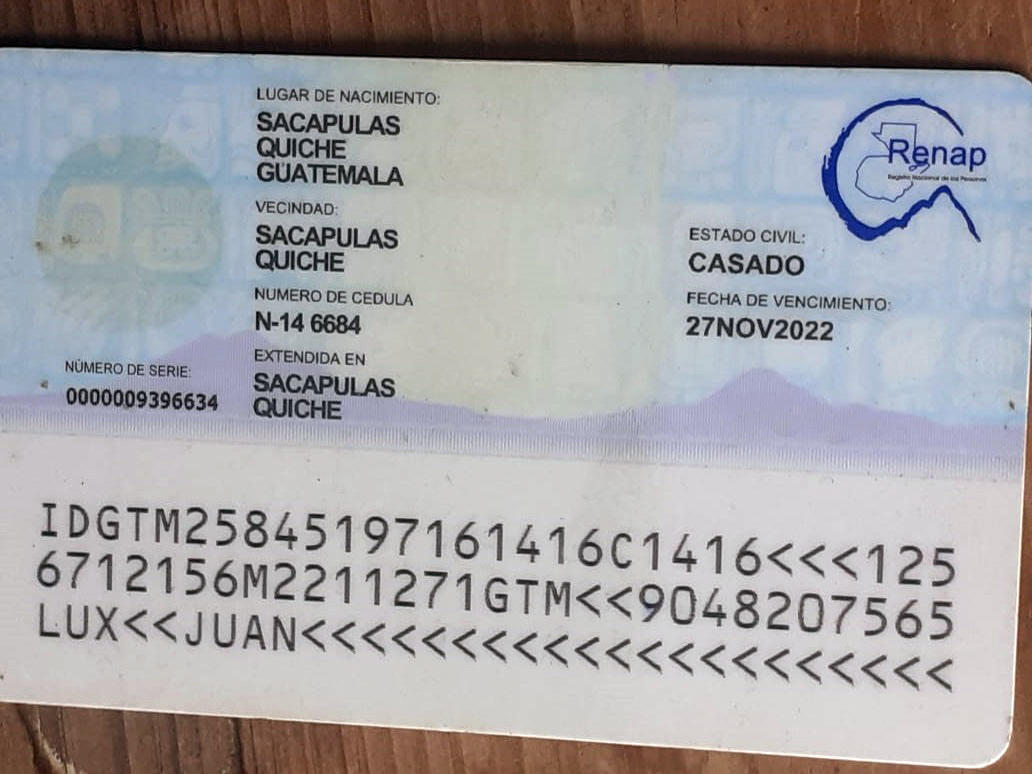 LUGAR DE NACIMIENTO:
SACAPULAS
QUICHE
GUATEMALA
VECINDAD:
SACAPULAS
QUICHE
NUMERO DE CEDULA
N-14 6684
EXTENDIDA EN
SACAPULAS
QUICHE
NÚMERO DE SERIE:
0000009396634
Renap
Registro Nacional de las Personas
ESTADO CIVIL:
CASADO
FECHA DE VENCIMIENTO:
27NOV2022
IDGTM25845197161416C1416<<<125
6712156M2211271GTM<<9048207565
LUX<<JUAN<<<<<<<<<<<<<<<<<<<<<